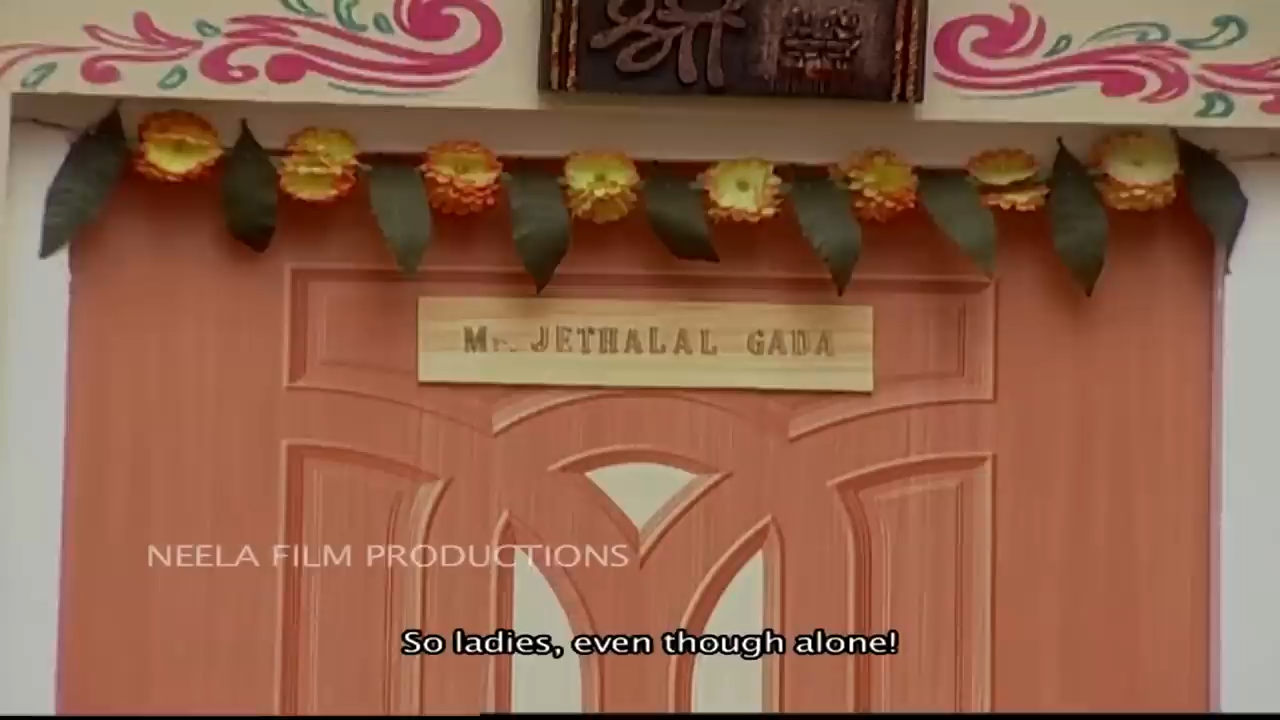 श्री
Mr. JETHALAL GADA
NEELA FILM PRODUCTIONS
So ladies, even though alone!